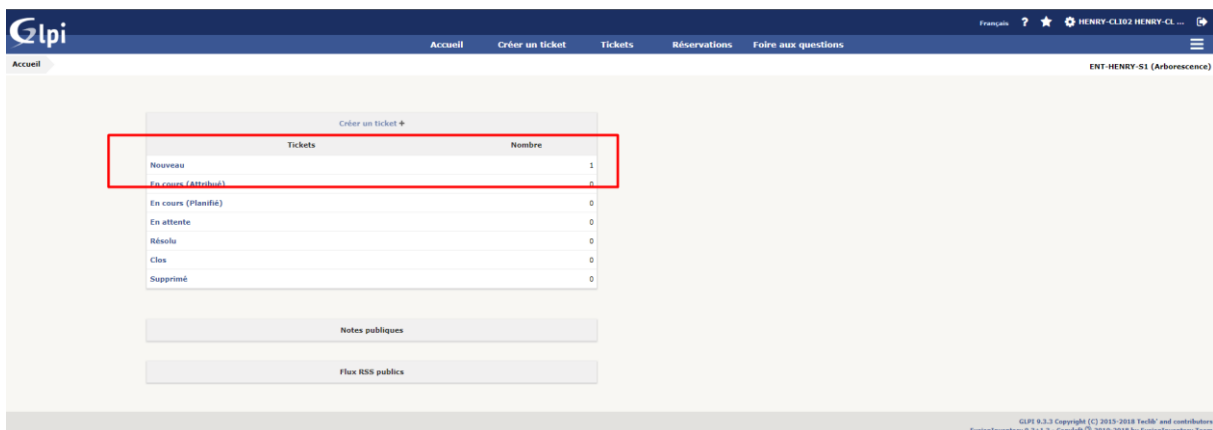 Glpi
Français ? HENRY-CLI02 HENRY-CL ...
Accueil Créer un ticket Tickets Réservations Foire aux questions
Accueil ENT-HENRY-S1 (Arborescence)
Créer un ticket +
Tickets Nombre
Nouveau 1
En cours (Attribué) 0
En cours (Planifié) 0
En attente 0
Résolu 0
Clos 0
Supprimé 0
Notes publiques
Flux RSS publics
GLPI 9.3.3 Copyright (C) 2015-2018 Teclib' and contributors